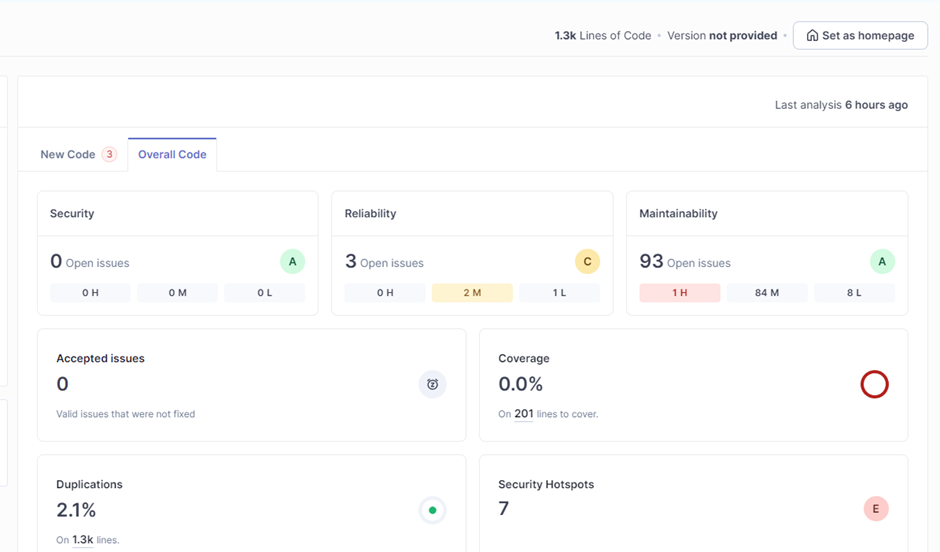 1.3k Lines of Code • Version not provided • Set as homepage
Last analysis 6 hours ago
New Code 3 Overall Code
Security
0 Open issues A
0 H 0 M 0 L
Reliability
3 Open issues C
0 H 2 M 1 L
Maintainability
93 Open issues A
1 H 84 M 8 L
Accepted issues
0
Valid issues that were not fixed
Coverage
0.0%
On 201 lines to cover.
Duplications
2.1%
On 1.3k lines.
Security Hotspots
7 E